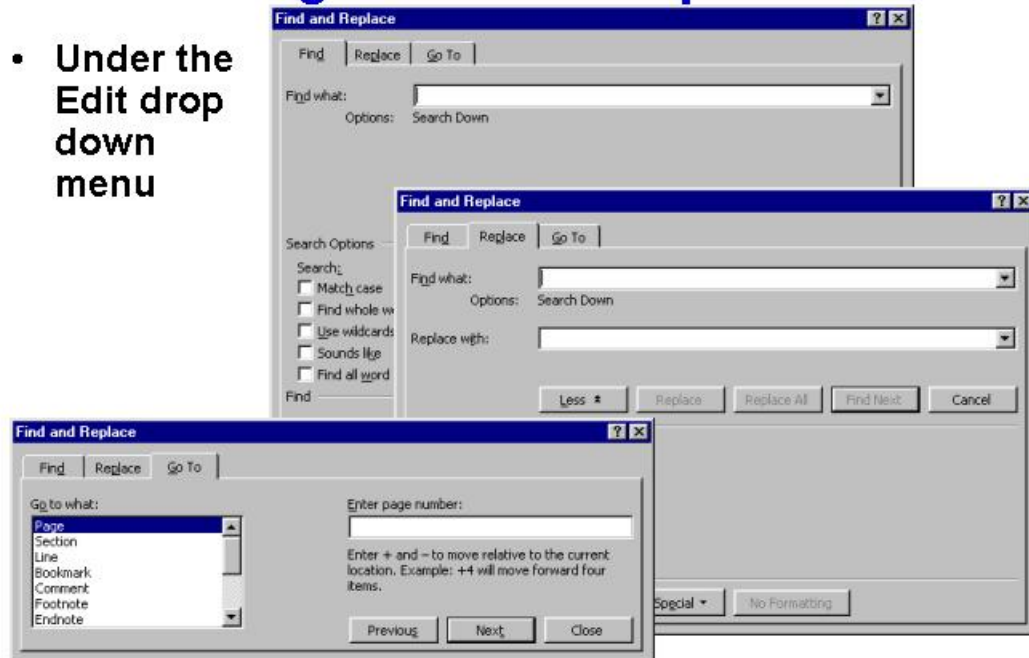 • Under the
Edit drop
down
menu
Find and Replace
Find Replace Go To
Find what:
Options: Search Down
Search Options
Search:
Match case
Find whole
Use wildcards
Sounds like
Find all word
Find
Find and Replace
Find Replace Go To
Find what:
Options: Search Down
Replace with:
Less Replace Replace All Find Next Cancel
Special No Formatting
Find and Replace
Find Replace Go To
Go to what:
Page
Section
Line
Bookmark
Comment
Footnote
Endnote
Enter page number:
Enter + and – to move relative to the current
location. Example: +4 will move forward four
items.
Previous Next Close